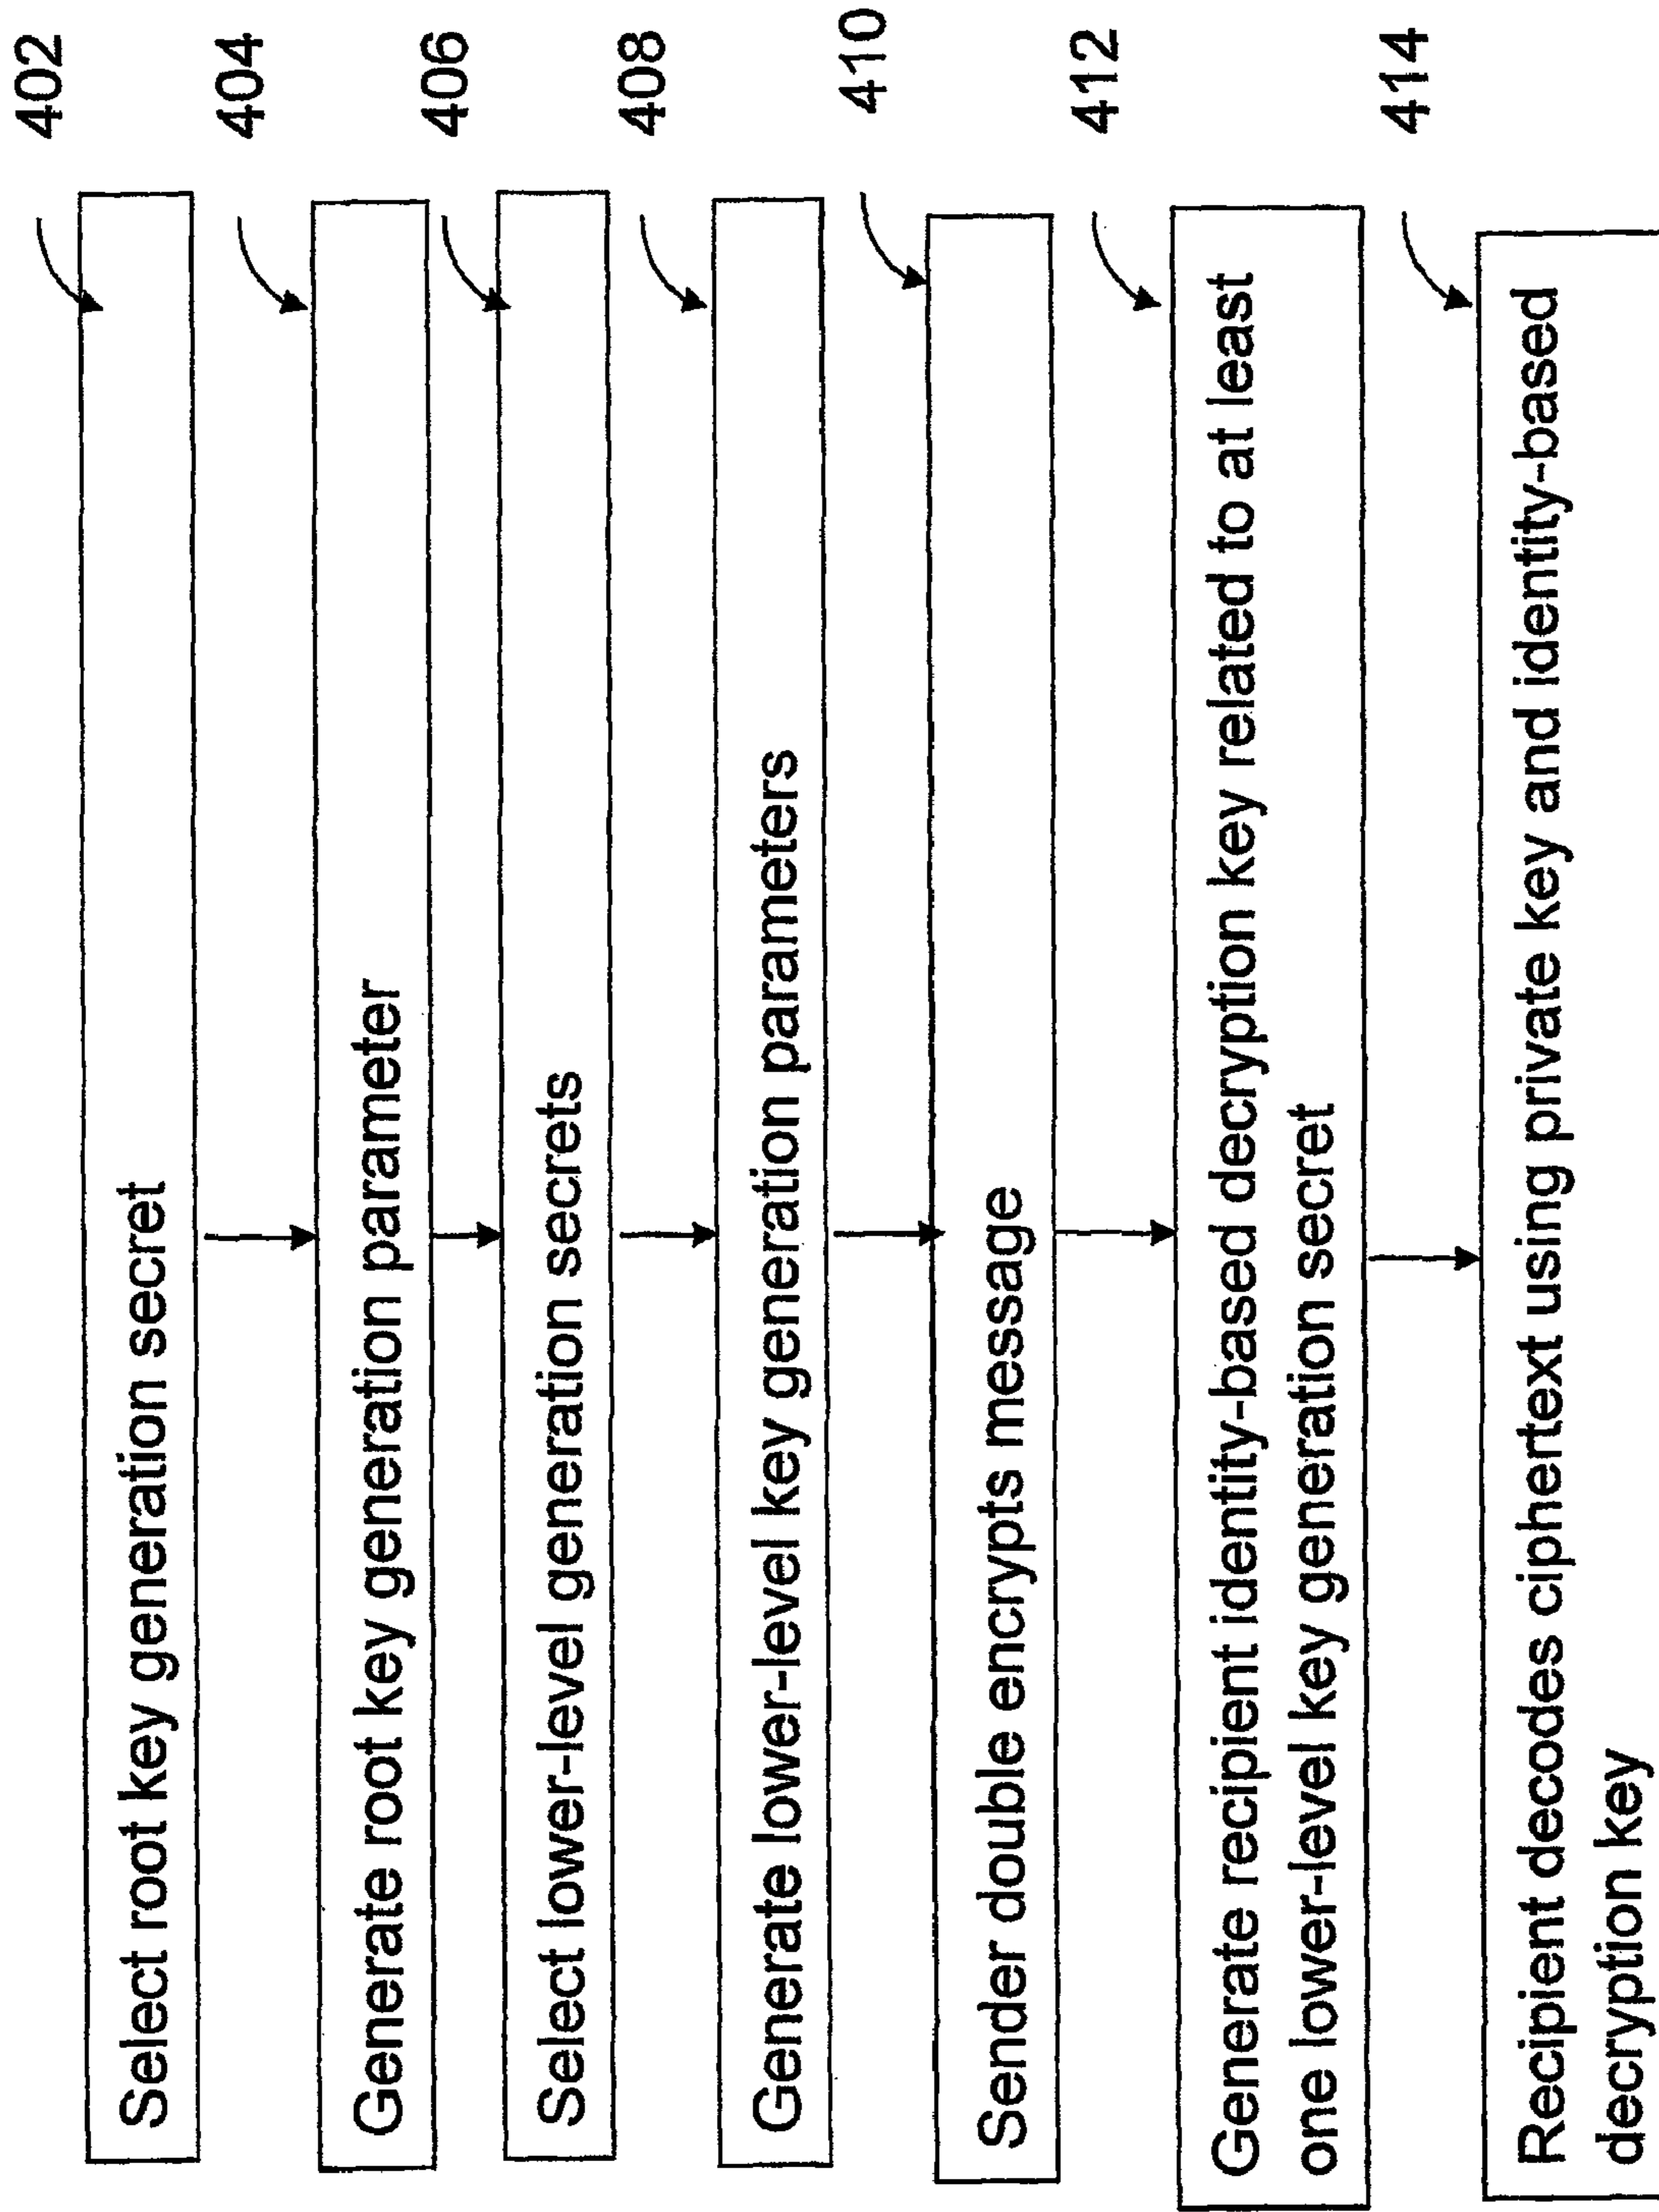 402
Select root key generation secret
404
Generate root key generation parameter
406
Select lower-level generation secrets
408
Generate lower-level key generation parameters
410
Sender double encrypts message
412
Generate recipient identity-based decryption key related to at least
one lower-level key generation secret
414
Recipient decodes ciphertext using private key and identity-based
decryption key